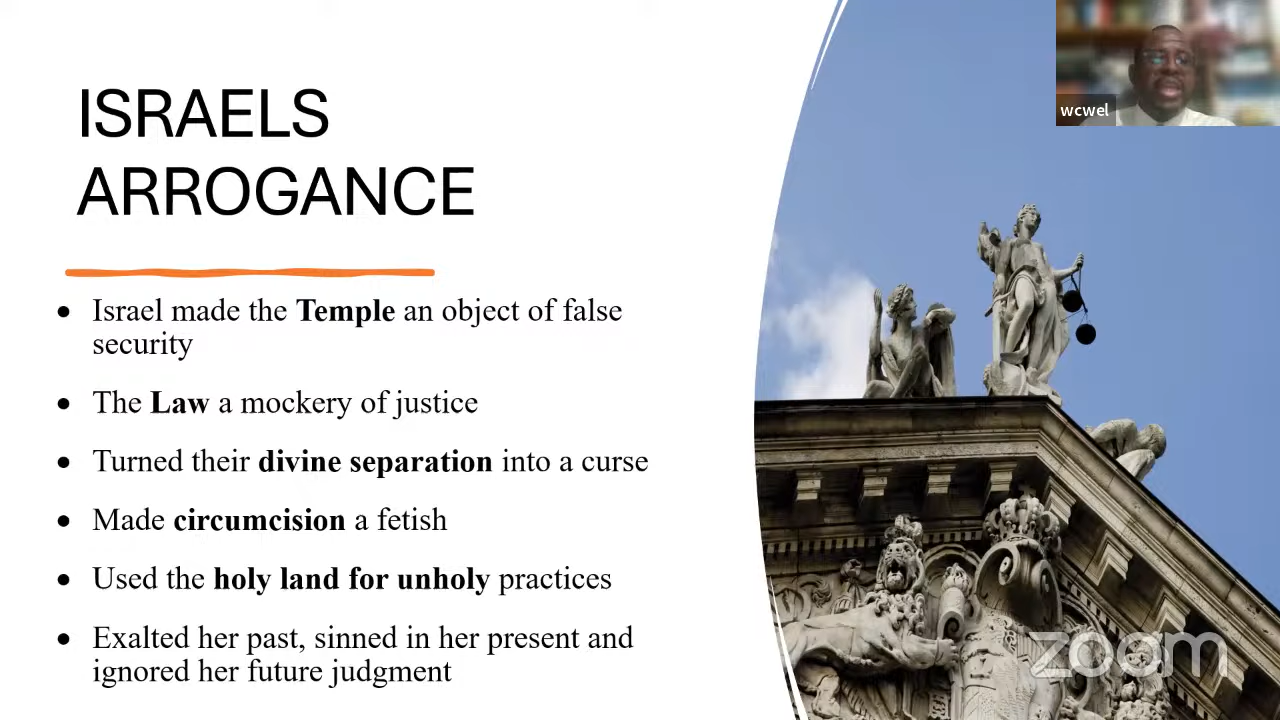 ISRAELS
ARROGANCE
wcwel
• Israel made the Temple an object of false
security
• The Law a mockery of justice
• Turned their divine separation into a curse
• Made circumcision a fetish
• Used the holy land for unholy practices
• Exalted her past, sinned in her present and
ignored her future judgment
zoom